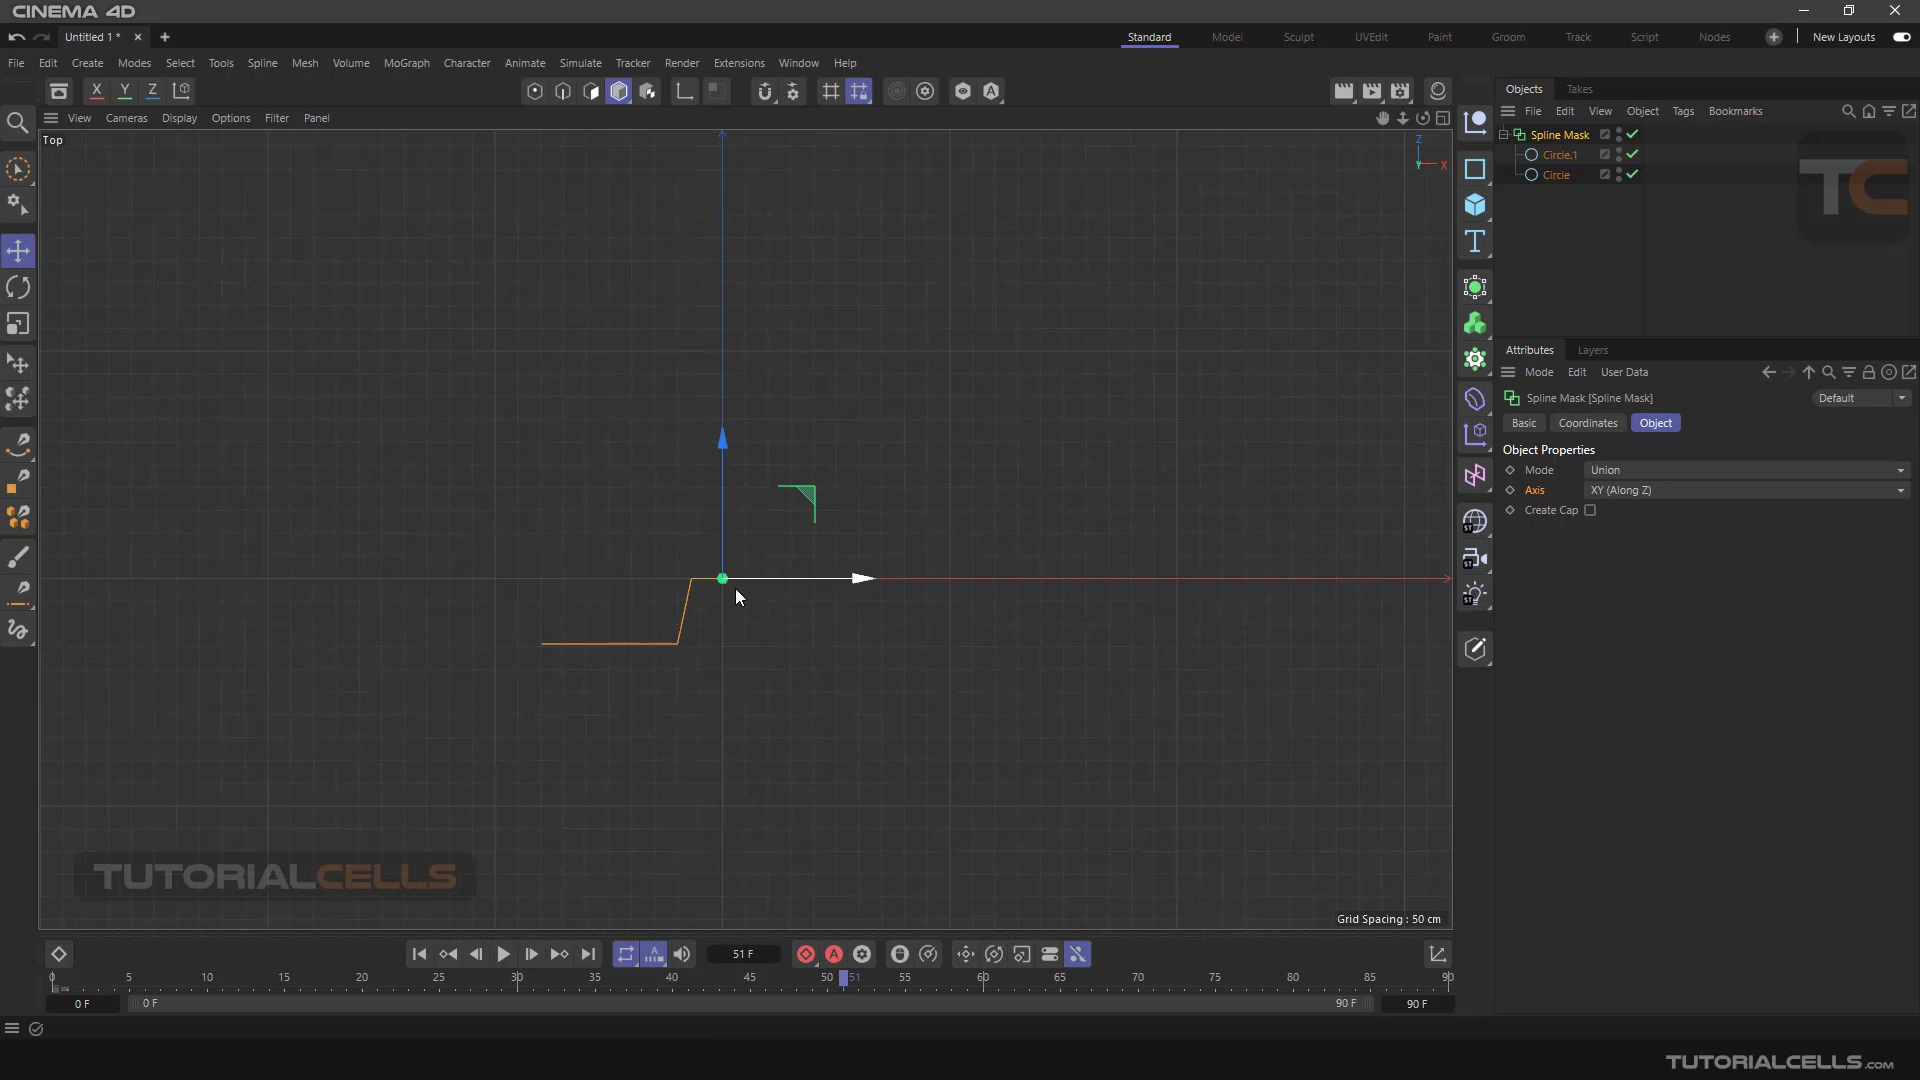 CINEMA 4D
Untitled 1 *
Standard
Model
Sculpt
UVEdit
Paint
Groom
Track
Script
Nodes
New Layouts
File Edit Create Modes Select Tools Spline Mesh Volume MoGraph Character Animate Simulate Tracker Render Extensions Window Help
X Y Z
View Cameras Display Options Filter Panel
Top
Z
Y X
Objects Takes
File Edit View Object Tags Bookmarks
Spline Mask
Circle.1
Circle
TC
Attributes Layers
Mode Edit User Data
Spline Mask [Spline Mask]
Default
Basic Coordinates Object
Object Properties
Mode Union
Axis XY (Along Z)
Create Cap
ST
ST
ST
TUTORIALCELLS
Grid Spacing : 50 cm
51 F
0 5 10 15 20 25 30 35 40 45 50 51 55 60 65 70 75 80 85 90
0 F
0 F
90 F
90 F
TUTORIALCELLS.COM